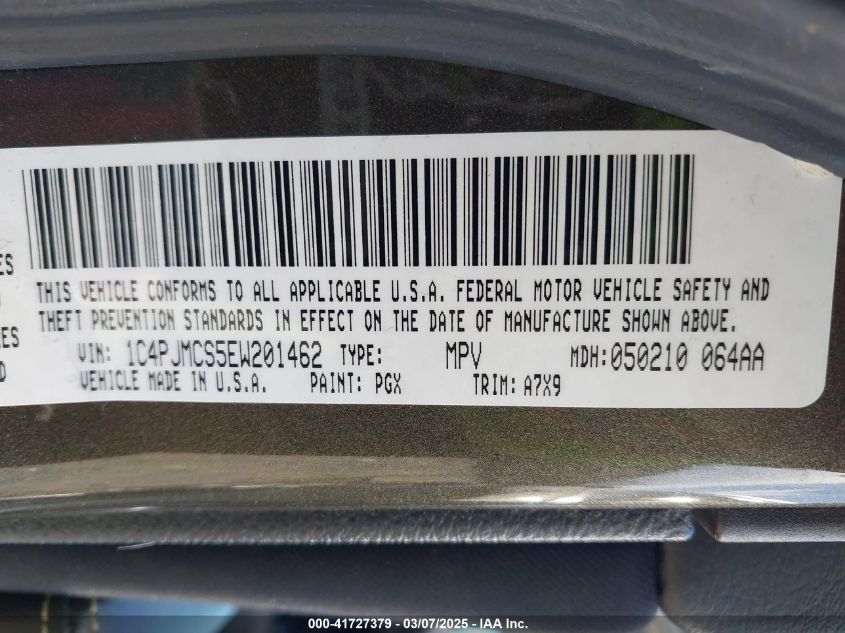 THIS VEHICLE CONFORMS TO ALL APPLICABLE U.S.A. FEDERAL MOTOR VEHICLE SAFETY AND
THEFT PREVENTION STANDARDS IN EFFECT ON THE DATE OF MANUFACTURE SHOWN ABOVE.
VIN: 1C4PJMCS5EW201462 TYPE: MPV MDH:050210 064AA
VEHICLE MADE IN U.S.A. PAINT: PGX TRIM: A7X9
000-41727379 — 03/07/2025 — IAA Inc.